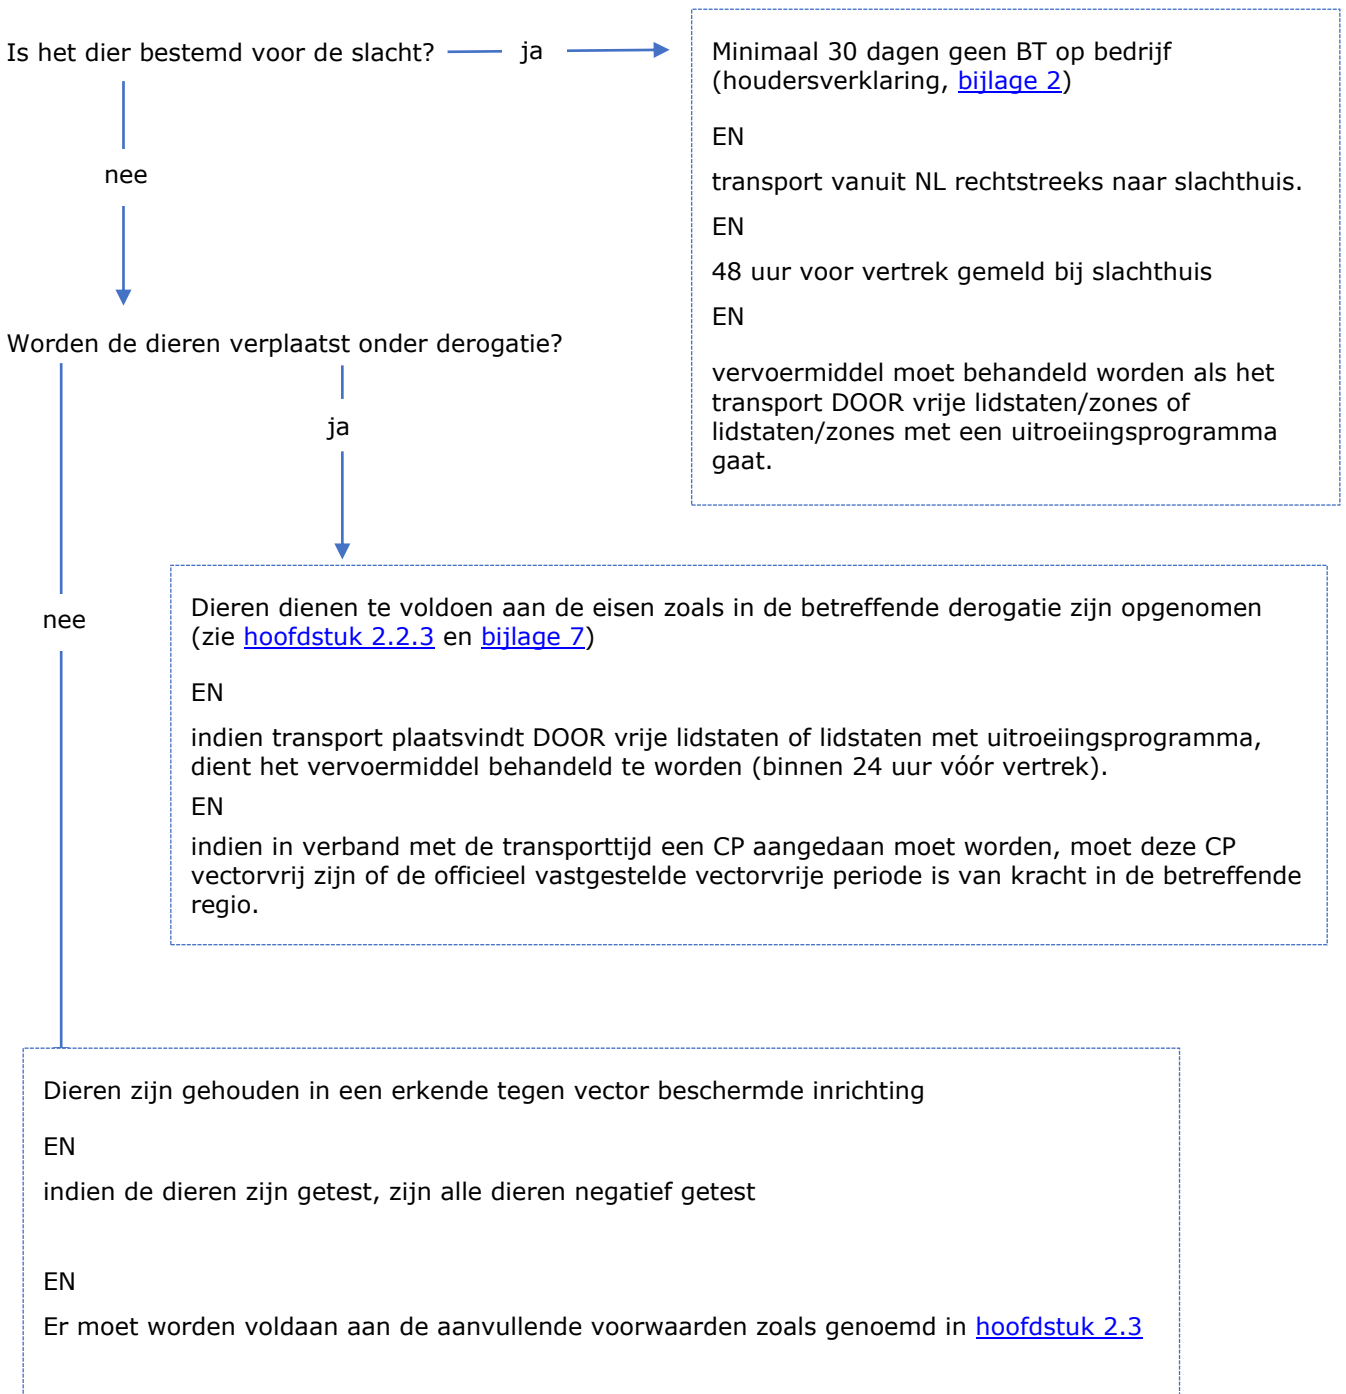 Is het dier bestemd voor de slacht?
ja
Minimaal 30 dagen geen BT op bedrijf
(houdersverklaring, bijlage 2)
EN
transport vanuit NL rechtstreeks naar slachthuis.
EN
48 uur voor vertrek gemeld bij slachthuis
EN
vervoermiddel moet behandeld worden als het
transport DOOR vrije lidstaten/zones of
lidstaten/zones met een uitroeiingsprogramma
gaat.
nee
Worden de dieren verplaatst onder derogatie?
ja
Dieren dienen te voldoen aan de eisen zoals in de betreffende derogatie zijn opgenomen
(zie hoofdstuk 2.2.3 en bijlage 7)
EN
indien transport plaatsvindt DOOR vrije lidstaten of lidstaten met uitroeiingsprogramma,
dient het vervoermiddel behandeld te worden (binnen 24 uur vóór vertrek).
EN
indien in verband met de transporttijd een CP aangedaan moet worden, moet deze CP
vectorvrij zijn of de officieel vastgestelde vectorvrije periode is van kracht in de betreffende
regio.
nee
Dieren zijn gehouden in een erkende tegen vector beschermde inrichting
EN
indien de dieren zijn getest, zijn alle dieren negatief getest
EN
Er moet worden voldaan aan de aanvullende voorwaarden zoals genoemd in hoofdstuk 2.3